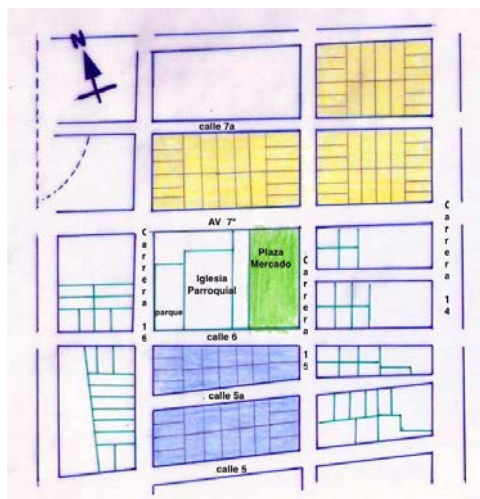 N
calle 7a
AV 7ª
Carrera 16
Plaza
Mercado
Iglesia
Parroquial
parque
Carrera 15
Carrera 14
calle 6
calle 5a
calle 5